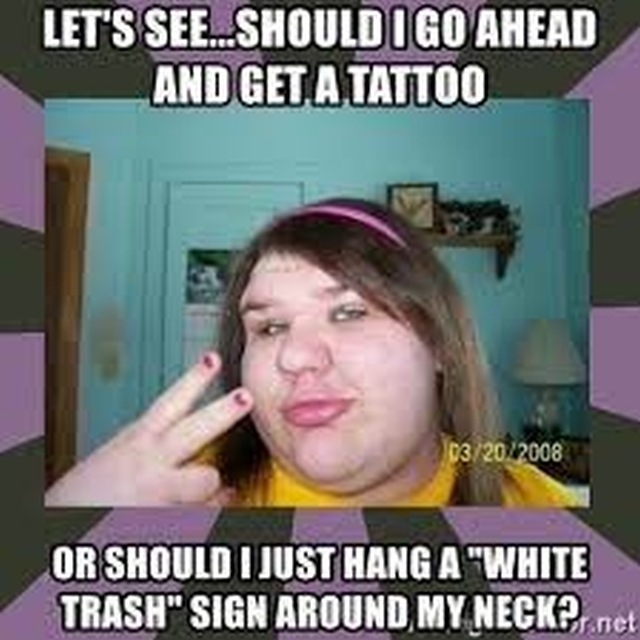 LET'S SEE...SHOULD I GO AHEAD
AND GET A TATTOO
03/20/2008
OR SHOULD I JUST HANG A "WHITE
TRASH" SIGN AROUND MY NECK?
r.net